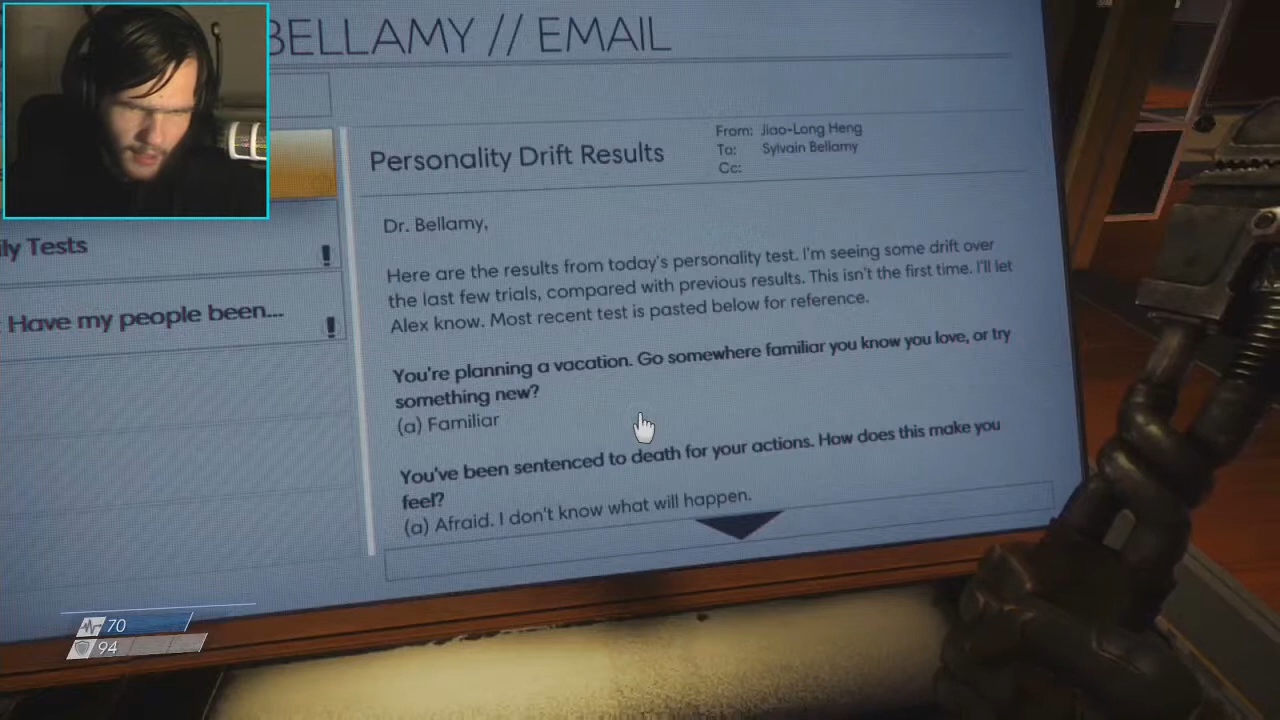 BELLAMY // EMAIL
Personality Drift Results
From: Jiao-Long Heng
To: Sylvain Bellamy
Cc:
ily Tests
!
Have my people been...
!
Dr. Bellamy,
Here are the results from today's personality test. I'm seeing some drift over
the last few trials, compared with previous results. This isn't the first time. I'll let
Alex know. Most recent test is pasted below for reference.
You're planning a vacation. Go somewhere familiar you know you love, or try
something new?
(a) Familiar
You've been sentenced to death for your actions. How does this make you
feel?
(a) Afraid. I don't know what will happen.
70
94